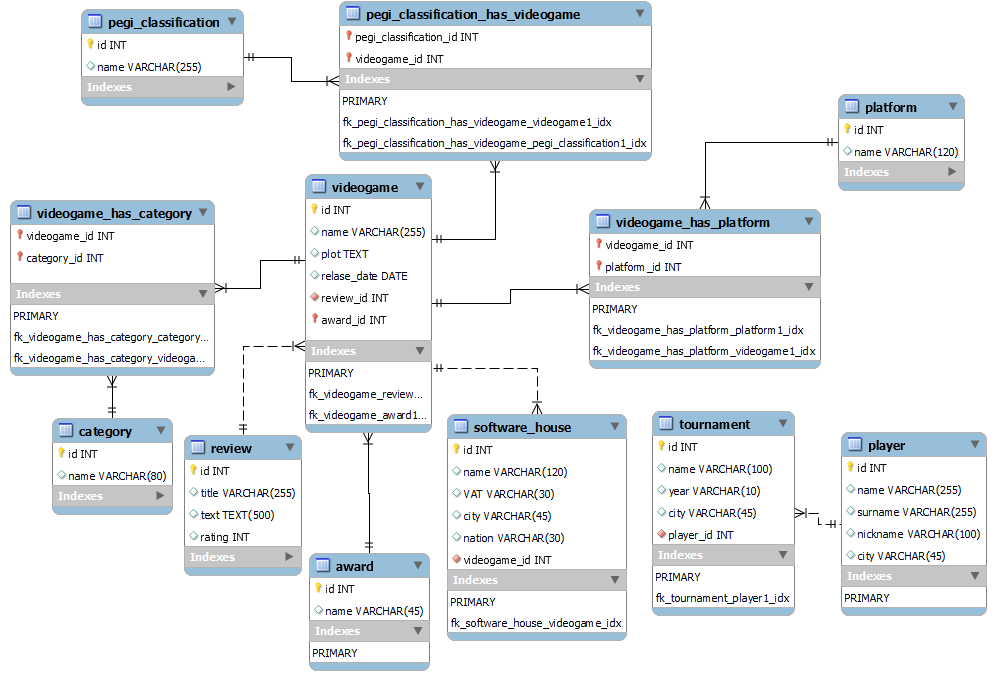 pegi_classification
id INT
name VARCHAR(255)
Indexes
pegi_classification_has_videogame
pegi_classification_id INT
videogame_id INT
Indexes
PRIMARY
fk_pegi_classification_has_videogame_videogame1_idx
fk_pegi_classification_has_videogame_pegi_classification1_idx
platform
id INT
name VARCHAR(120)
Indexes
videogame_has_category
videogame_id INT
category_id INT
Indexes
PRIMARY
fk_videogame_has_category_category...
fk_videogame_has_category_videoga...
videogame
id INT
name VARCHAR(255)
plot TEXT
relase_date DATE
review_id INT
award_id INT
Indexes
PRIMARY
fk_videogame_review...
fk_videogame_award1...
videogame_has_platform
videogame_id INT
platform_id INT
Indexes
PRIMARY
fk_videogame_has_platform_platform1_idx
fk_videogame_has_platform_videogame1_idx
category
id INT
name VARCHAR(80)
Indexes
review
id INT
title VARCHAR(255)
text TEXT(500)
rating INT
Indexes
award
id INT
name VARCHAR(45)
Indexes
PRIMARY
software_house
id INT
name VARCHAR(120)
VAT VARCHAR(30)
city VARCHAR(45)
nation VARCHAR(30)
videogame_id INT
Indexes
PRIMARY
fk_software_house_videogame_idx
tournament
id INT
name VARCHAR(100)
year VARCHAR(10)
city VARCHAR(45)
player_id INT
Indexes
PRIMARY
fk_tournament_player1_idx
player
id INT
name VARCHAR(255)
surname VARCHAR(255)
nickname VARCHAR(100)
city VARCHAR(45)
Indexes
PRIMARY